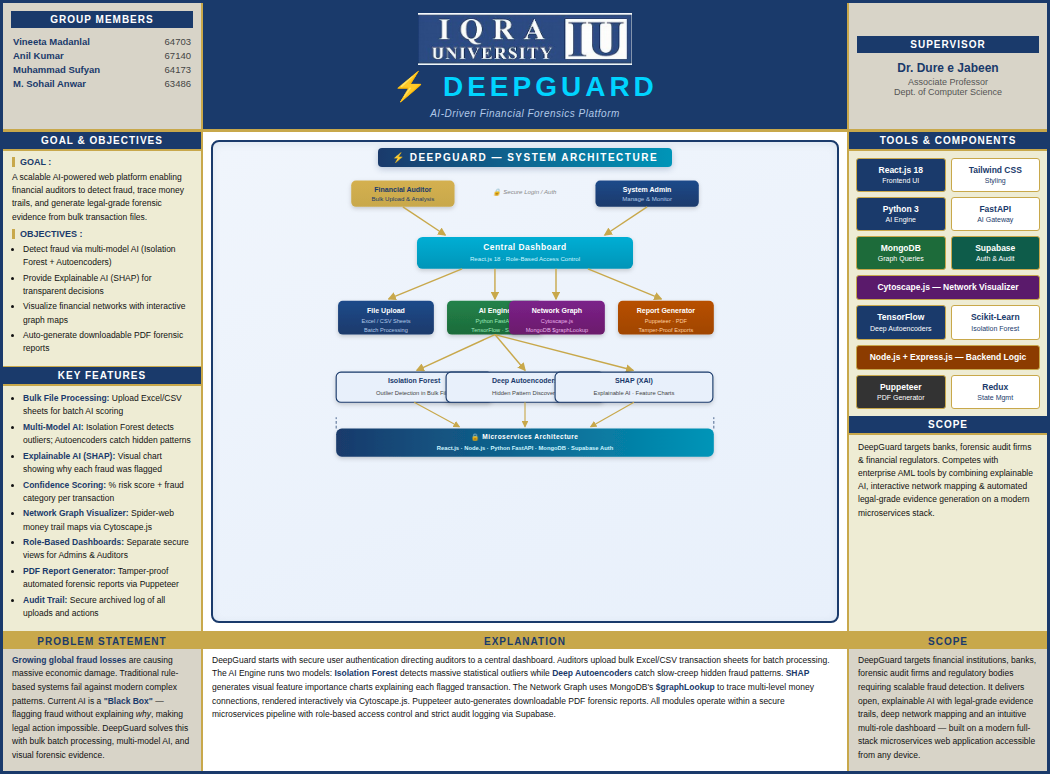 GROUP MEMBERS
Vineeta Madanlal 64703
Anil Kumar 67140
Muhammad Sufyan 64173
M. Sohail Anwar 63486
IQRA
UNIVERSITY
IU
⚡ DEEPGUARD
AI-Driven Financial Forensics Platform
SUPERVISOR
Dr. Dure e Jabeen
Associate Professor
Dept. of Computer Science
GOAL & OBJECTIVES
GOAL :
A scalable AI-powered web platform enabling
financial auditors to detect fraud, trace money
trails, and generate legal-grade forensic
evidence from bulk transaction files.
OBJECTIVES :
• Detect fraud via multi-model AI (Isolation
Forest + Autoencoders)
• Provide Explainable AI (SHAP) for
transparent decisions
• Visualize financial networks with interactive
graph maps
• Auto-generate downloadable PDF forensic
reports
KEY FEATURES
• Bulk File Processing: Upload Excel/CSV
sheets for batch AI scoring
• Multi-Model AI: Isolation Forest detects
outliers; Autoencoders catch hidden patterns
• Explainable AI (SHAP): Visual chart
showing why each fraud was flagged
• Confidence Scoring: % risk score + fraud
category per transaction
• Network Graph Visualizer: Spider-web
money trail maps via Cytoscape.js
• Role-Based Dashboards: Separate secure
views for Admins & Auditors
• PDF Report Generator: Tamper-proof
automated forensic reports via Puppeteer
• Audit Trail: Secure archived log of all
uploads and actions
⚡ DEEPGUARD — SYSTEM ARCHITECTURE
Financial Auditor
Bulk Upload & Analysis
🔒 Secure Login / Auth
System Admin
Manage & Monitor
Central Dashboard
React.js 18 · Role-Based Access Control
File Upload
Excel / CSV Sheets
Batch Processing
AI Engine
Python FastA
TensorFlow · S
Network Graph
Cytoscape.js
MongoDB $graphLookup
Report Generator
Puppeteer · PDF
Tamper-Proof Exports
Isolation Forest
Outlier Detection in Bulk Fi
Deep Autoencoders
Hidden Pattern Discover
SHAP (XAI)
Explainable AI · Feature Charts
🔒 Microservices Architecture
React.js · Node.js · Python FastAPI · MongoDB · Supabase Auth
TOOLS & COMPONENTS
React.js 18
Frontend UI
Tailwind CSS
Styling
Python 3
AI Engine
FastAPI
AI Gateway
MongoDB
Graph Queries
Supabase
Auth & Audit
Cytoscape.js — Network Visualizer
TensorFlow
Deep Autoencoders
Scikit-Learn
Isolation Forest
Node.js + Express.js — Backend Logic
Puppeteer
PDF Generator
Redux
State Mgmt
SCOPE
DeepGuard targets banks, forensic audit firms
& financial regulators. Competes with
enterprise AML tools by combining explainable
AI, interactive network mapping & automated
legal-grade evidence generation on a modern
microservices stack.
PROBLEM STATEMENT
Growing global fraud losses are causing
massive economic damage. Traditional rule-
based systems fail against modern complex
patterns. Current AI is a "Black Box" —
flagging fraud without explaining why, making
legal action impossible. DeepGuard solves this
with bulk batch processing, multi-model AI, and
visual forensic evidence.
EXPLANATION
DeepGuard starts with secure user authentication directing auditors to a central dashboard. Auditors upload bulk Excel/CSV transaction sheets for batch processing.
The AI Engine runs two models: Isolation Forest detects massive statistical outliers while Deep Autoencoders catch slow-creep hidden fraud patterns. SHAP
generates visual feature importance charts explaining each flagged transaction. The Network Graph uses MongoDB's $graphLookup to trace multi-level money
connections, rendered interactively via Cytoscape.js. Puppeteer auto-generates downloadable PDF forensic reports. All modules operate within a secure
microservices pipeline with role-based access control and strict audit logging via Supabase.
SCOPE
DeepGuard targets financial institutions, banks,
forensic audit firms and regulatory bodies
requiring scalable fraud detection. It delivers
open, explainable AI with legal-grade evidence
trails, deep network mapping and an intuitive
multi-role dashboard — built on a modern full-
stack microservices web application accessible
from any device.